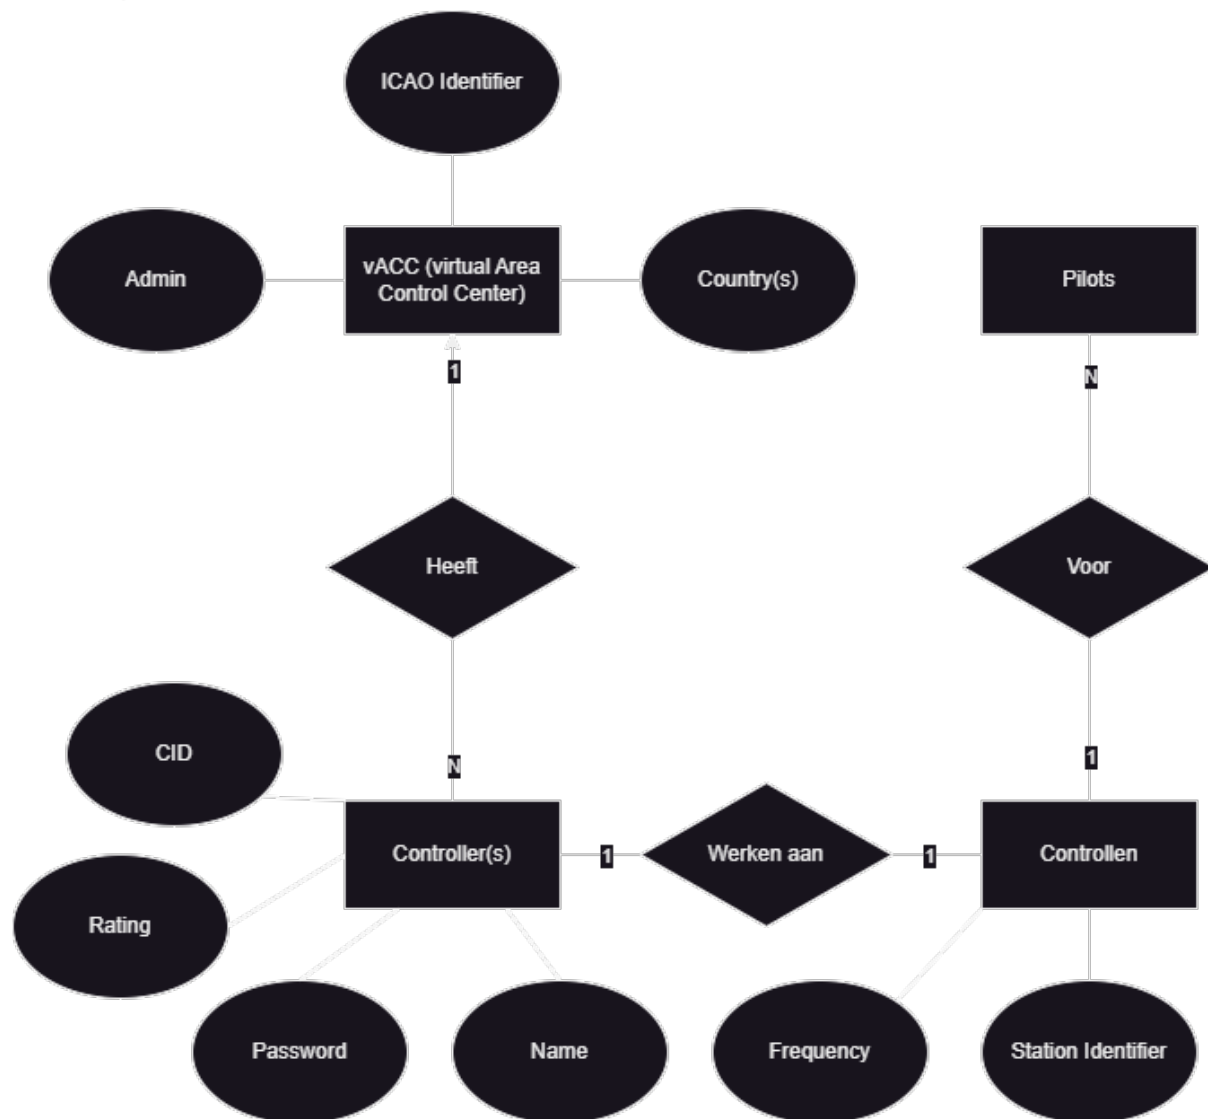 ICAO Identifier
Admin
vACC (virtual Area
Control Center)
Country(s)
Pilots
1
N
Heeft
Voor
CID
N
1
Controller(s)
1
Werken aan
1
Controllen
Rating
Password
Name
Frequency
Station Identifier